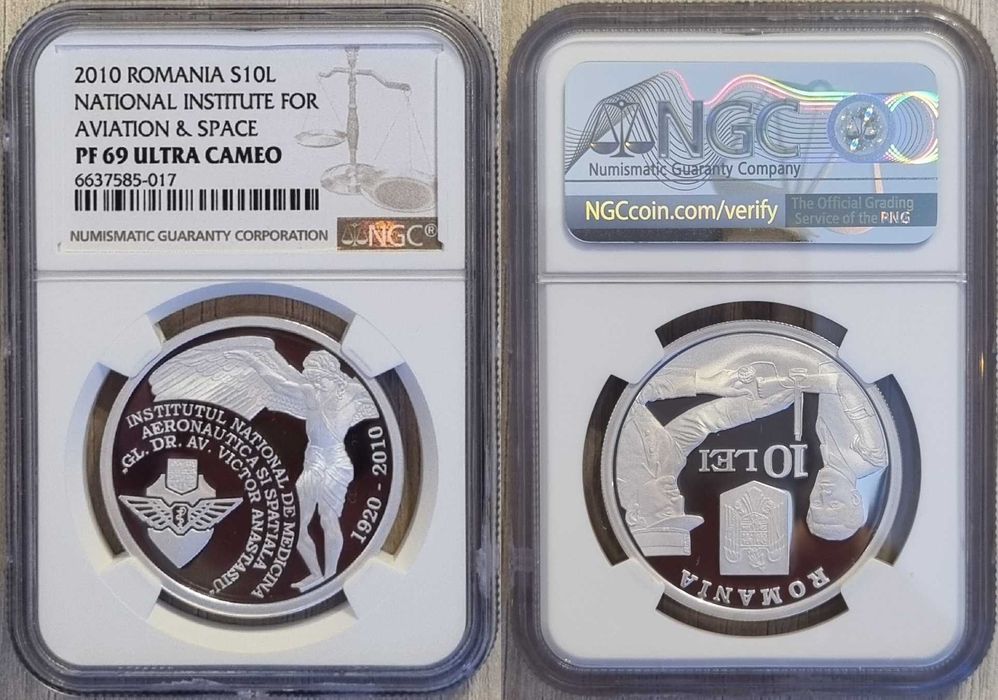 2010 ROMANIA S10L
NATIONAL INSTITUTE FOR
AVIATION & SPACE
PF 69 ULTRA CAMEO
6637585-017
NUMISMATIC GUARANTY CORPORATION
NGC®
INSTITUTUL NATIONAL DE MEDICINA
AERONAUTICA SI SPATIALA
„GL. DR. AV. VICTOR ANASTASIU"
1920 - 2010
NGC
Numismatic Guaranty Company
NGCcoin.com/verify
The Official Grading
Service of the PNG
10 LEI
ROMANIA